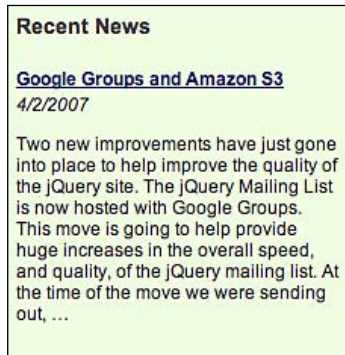 Recent News
Google Groups and Amazon S3
4/2/2007
Two new improvements have just gone
into place to help improve the quality of
the jQuery site. The jQuery Mailing List
is now hosted with Google Groups.
This move is going to help provide
huge increases in the overall speed,
and quality, of the jQuery mailing list. At
the time of the move we were sending
out, ...